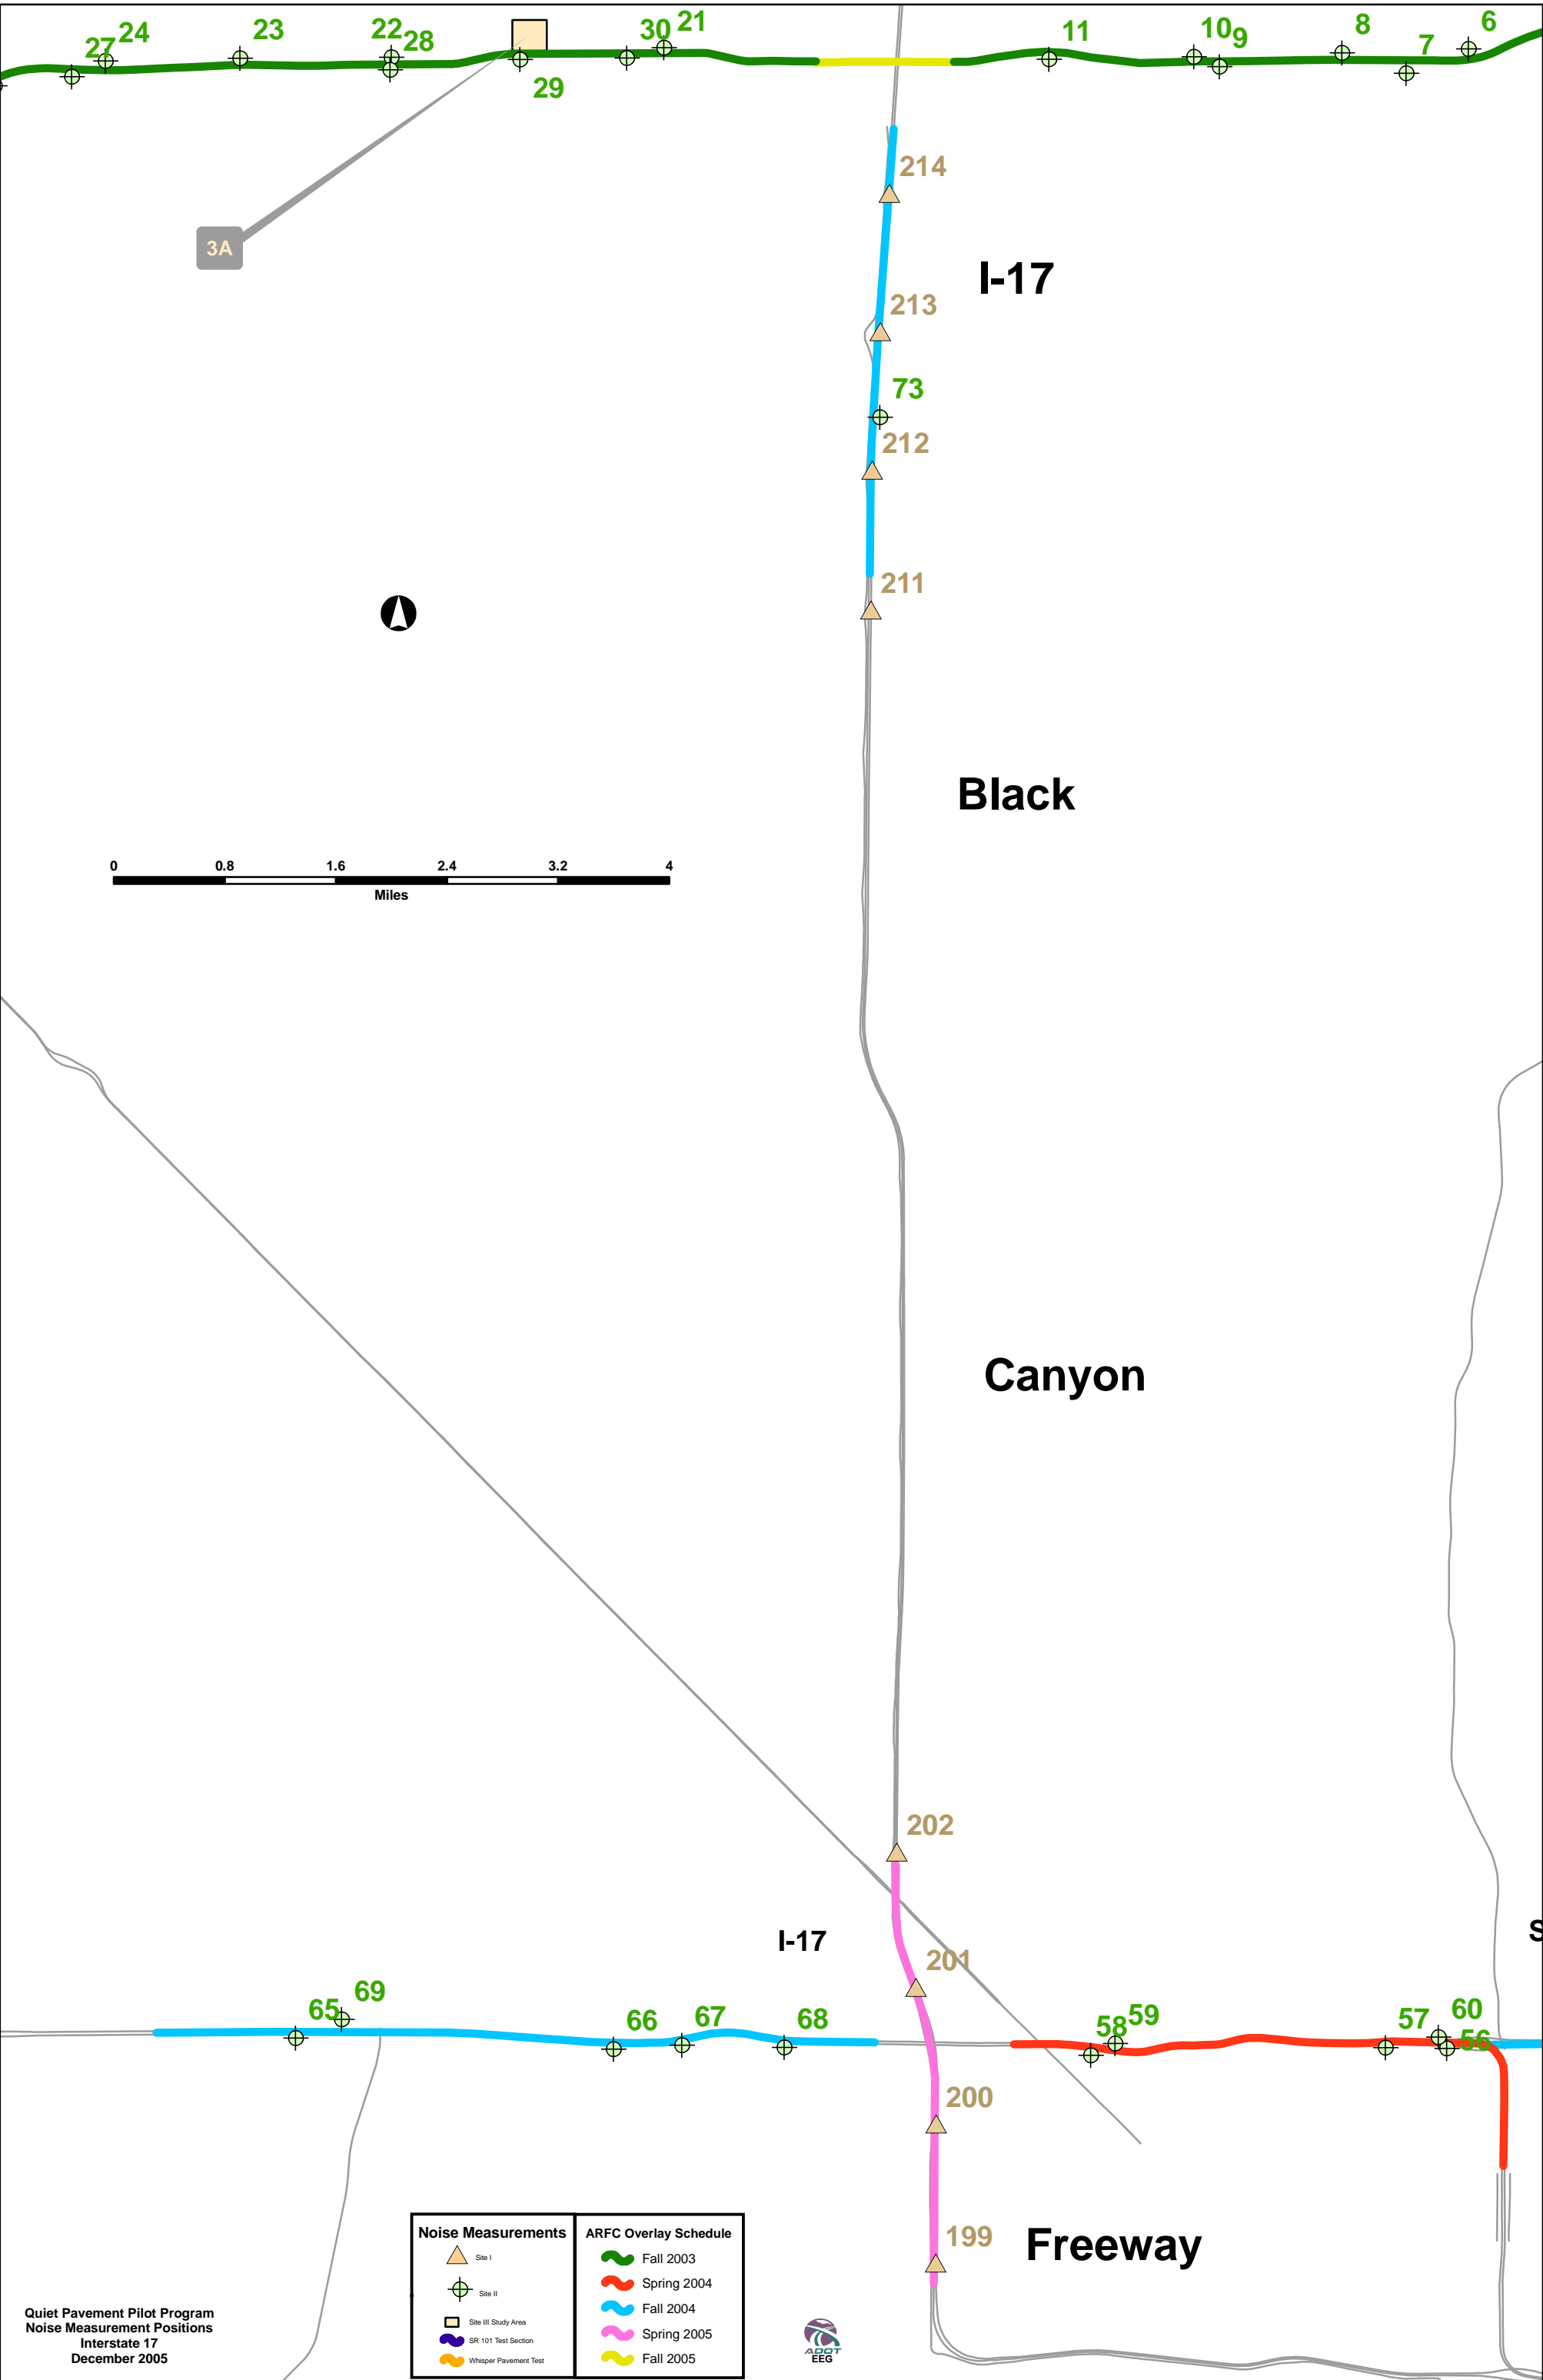 6
8
21
30
11
10
9
7
24
27
23
22
28
29
214
3A
I-17
213
73
212
211
Black
0 0.8 1.6 2.4 3.2 4
Miles
Canyon
202
I-17
S
201
69
65
66
67
68
58
59
57
60
56
200
199
Freeway
Noise Measurements
Site I
Site II
Site III Study Area
SR 101 Test Section
Whisper Pavement Test
ARFC Overlay Schedule
Fall 2003
Spring 2004
Fall 2004
Spring 2005
Fall 2005
Quiet Pavement Pilot Program
Noise Measurement Positions
Interstate 17
December 2005
ADOT
EEG